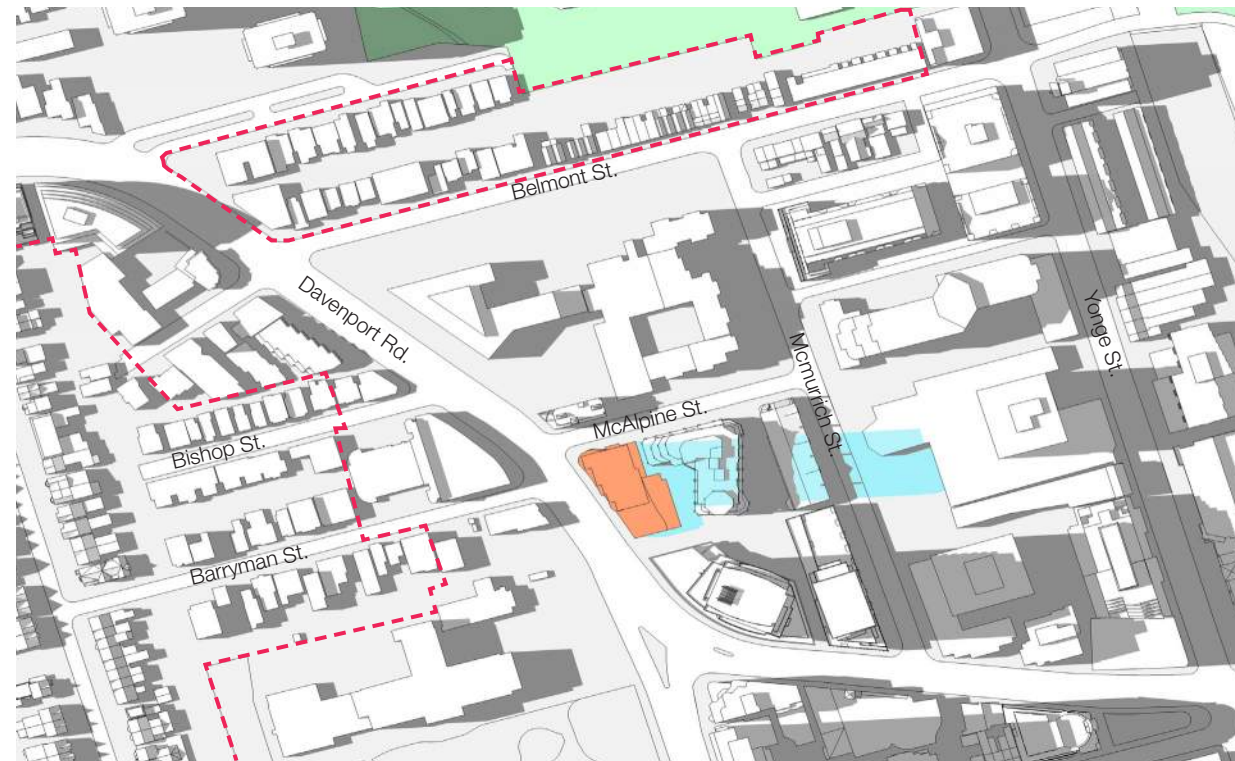 Belmont St.
Davenport Rd.
Yonge St.
Mcmurrich St.
McAlpine St.
Bishop St.
Barryman St.